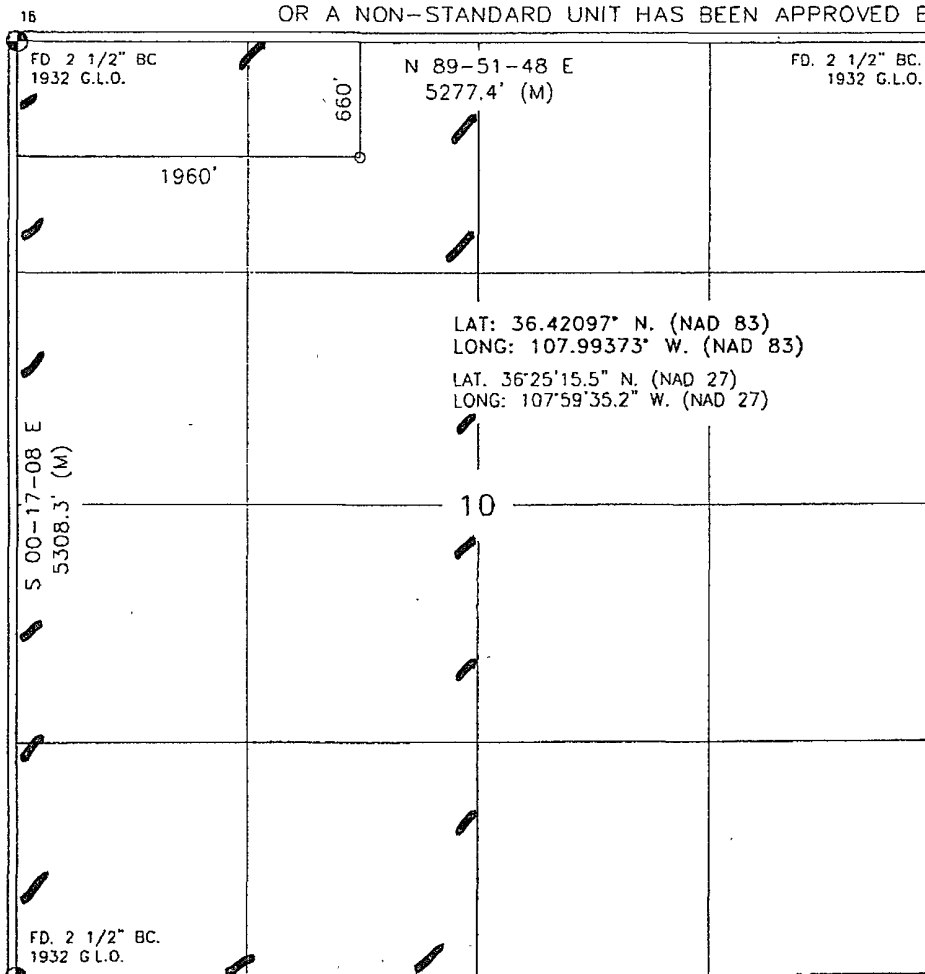 16
OR A NON-STANDARD UNIT HAS BEEN APPROVED B
FD. 2 1/2" BC
1932 G.L.O.
660'
N 89-51-48 E
5277.4' (M)
FD. 2 1/2" BC.
1932 G.L.O.
1960'
LAT: 36.42097° N. (NAD 83)
LONG: 107.99373° W. (NAD 83)
LAT. 36°25'15.5" N. (NAD 27)
LONG: 107°59'35.2" W. (NAD 27)
S 00-17-08 E
5308.3' (M)
10
FD. 2 1/2" BC.
1932 G.L.O.